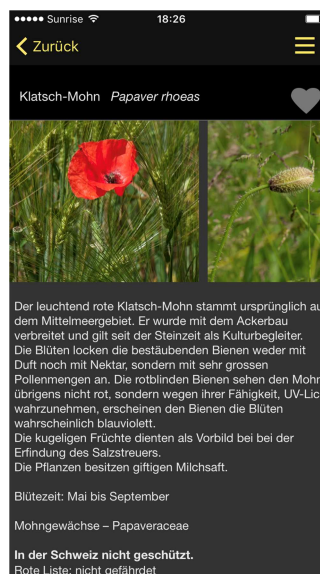 Sunrise 18:26
Zurück
Klatsch-Mohn Papaver rhoeas
Der leuchtend rote Klatsch-Mohn stammt ursprünglich
dem Mittelmeergebiet. Er wurde mit dem Ackerbau
verbreitet und gilt seit der Steinzeit als Kulturbegleiter.
Die Blüten locken die bestäubenden Bienen weder mit
Duft noch mit Nektar, sondern mit sehr grossen
Pollenmengen an. Die rotblinden Bienen sehen den Mohn
übrigens nicht rot, sondern wegen ihrer Fähigkeit,
wahrzunehmen, erscheinen den Bienen die Blüten
wahrscheinlich blauviolett.
Die kugeligen Früchte dienten als Vorbild bei bei der
Erfindung des Salzstreuers.
Die Pflanzen besitzen giftigen Milchsaft.
Blütezeit: Mai bis September
Mohngewächse – Papaveraceae
In der Schweiz nicht geschützt.
Rote Liste: nicht gefährdet